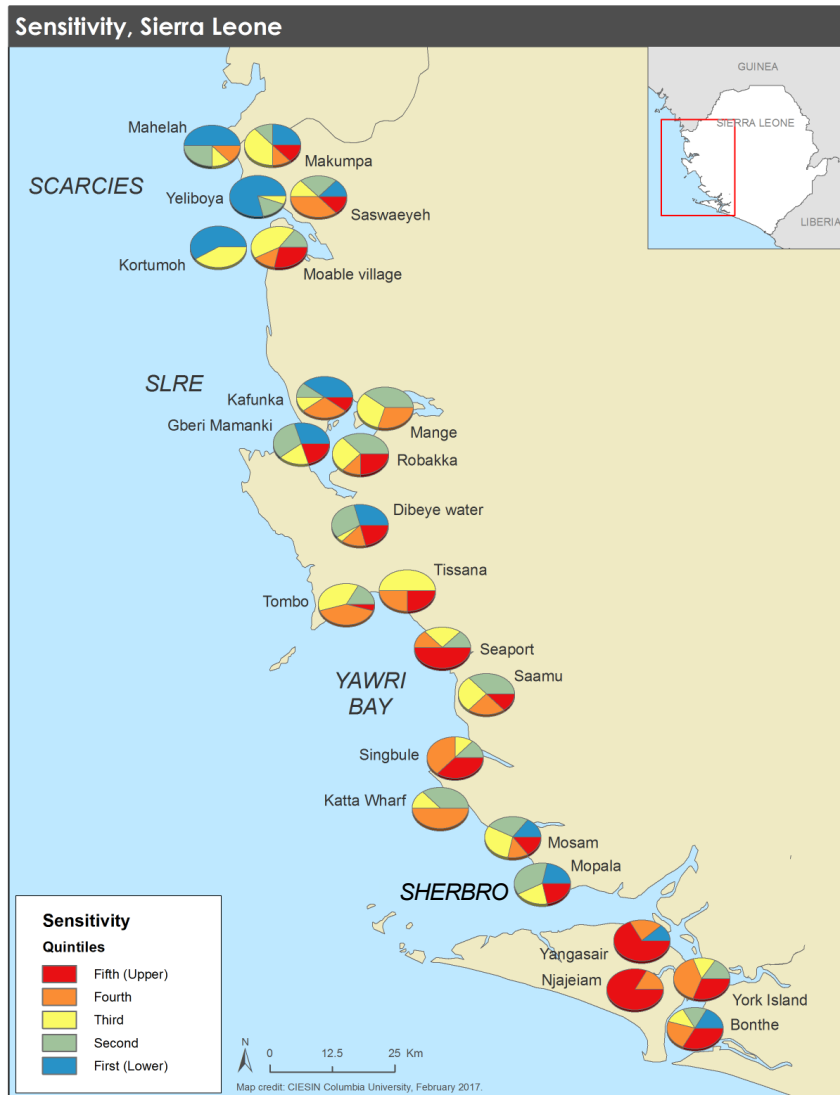 Sensitivity, Sierra Leone
GUINEA
SIERRA LEONE
LIBERIA
Mahelah
Makumpa
SCARCIES
Yeliboya
Saswaeyeh
Kortumoh
Moable village
SLRE
Kafunka
Mange
Gberi Mamanki
Robakka
Dibeye water
Tissana
Tombo
Seaport
YAWRI
BAY
Saamu
Singbule
Katta Wharf
Mosam
Mopala
SHERBRO
Yangasair
Njajeiam
York Island
Bonthe
Sensitivity
Quintiles
Fifth (Upper)
Fourth
Third
Second
First (Lower)
N
0 12.5 25 Km
Map credit: CIESIN Columbia University, February 2017.